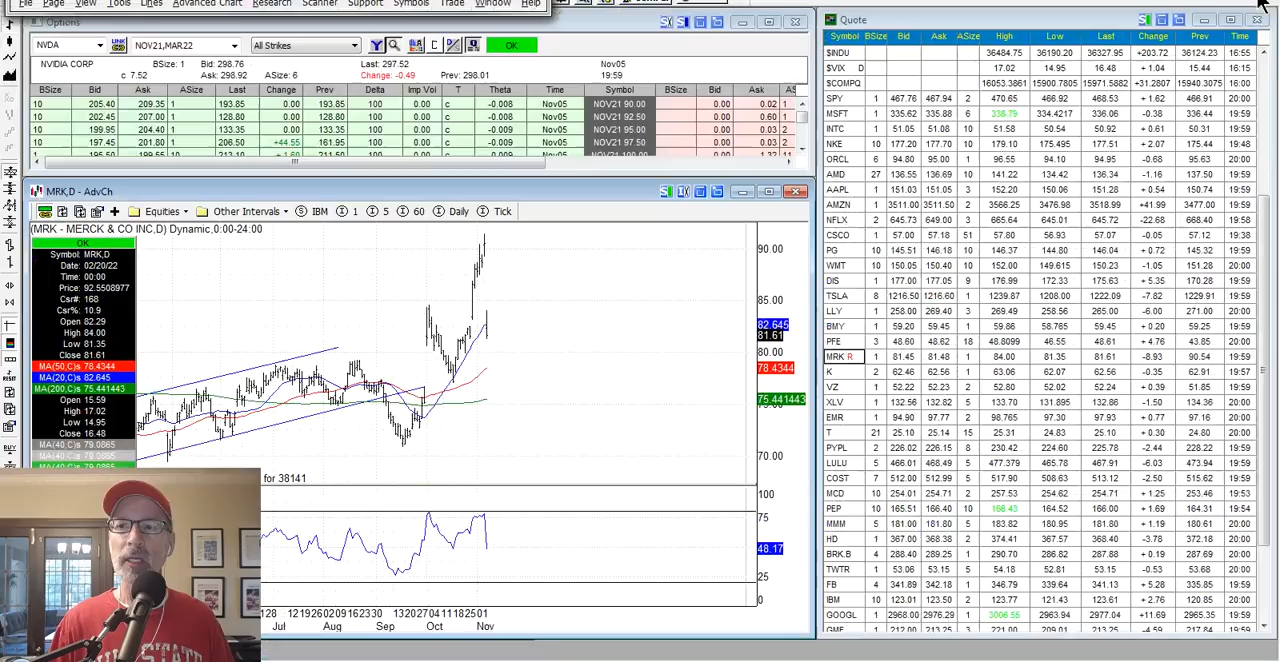 File Page View Tools Lines Advanced Chart Research Scanner Support Symbols Trade Window Help
Options
NVDA NOV21,MAR22 All Strikes OK
NVIDIA CORP BSize: 1 Bid: 298.76 Last: 297.52 Nov05
c 7.52 Ask: 298.92 ASize: 6 Change: -0.49 Prev: 298.01 19:59
BSize Bid Ask ASize Last Change Prev Delta Imp Vol T Theta Time Symbol BSize Bid Ask
10 205.40 209.35 1 193.85 0.00 193.85 100 c -0.008 Nov05 NOV21 90.00 0.02 1
10 202.45 207.00 1 128.80 0.00 128.80 100 c -0.008 Nov05 NOV21 92.50 0.60 1
10 199.95 204.40 1 133.35 0.00 133.35 100 c -0.009 Nov05 NOV21 95.00 0.03 2
10 197.45 201.80 1 206.50 +44.55 161.95 100 c -0.009 Nov05 NOV21 97.50 0.03 1
MRK,D - AdvCh
Equities Other Intervals IBM 1 5 60 Daily Tick
(MRK - MERCK & CO INC,D) Dynamic,0:00-24:00
OK
Symbol: MRK,D
Date: 02/20/22
Time: 00:00
Price: 92.5508977
Csr#: 168
Csr%: 10.9
Open 82.29
High 84.00
Low 81.35
Close 81.61
MA(50,C)s 78.4344
MA(20,C)s 82.645
MA(200,C)s 75.441443
Open 15.59
High 17.02
Low 14.95
Close 16.48
MA(40,C)s 79.0865
90.00
85.00
82.645
81.61
80.00
78.4344
75.441443
70.00
for 38141
100
75
48.17
25
0
Jul Aug Sep Oct Nov
Quote
Symbol BSize Bid Ask ASize High Low Last Change Prev Time
$INDU 36484.75 36190.20 36327.95 +203.72 36124.23 16:55
$VIX D 17.02 14.95 16.48 + 1.04 15.44 16:15
$COMPQ 16053.3861 15900.7805 15971.5882 +31.2807 15940.3075 16:00
SPY 1 467.76 467.94 2 470.65 466.92 468.53 + 1.62 466.91 20:00
MSFT 1 335.62 335.88 6 338.79 334.4217 336.06 -0.38 336.44 19:59
INTC 1 51.05 51.08 10 51.58 50.54 50.92 + 0.61 50.31 19:59
NKE 10 177.20 177.29 1 179.10 175.495 177.51 + 2.07 175.44 19:48
ORCL 6 94.80 95.00 1 96.55 94.10 94.95 -0.68 95.63 20:00
AMD 27 136.55 136.56 1 141.22 134.42 136.34 -1.16 137.50 19:59
AAPL 1 151.03 151.05 3 152.20 150.06 151.28 + 0.54 150.74 19:59
AMZN 1 3511.00 3511.50 1 3566.25 3476.98 3518.99 +41.99 3477.00 19:59
NFLX 2 645.73 649.00 3 665.64 645.01 645.72 -22.68 668.40 19:58
CSCO 1 57.00 57.18 51 57.80 56.93 57.07 -0.05 57.12 19:38
PG 10 145.51 146.18 10 146.37 144.80 146.04 + 0.72 145.32 19:59
WMT 10 150.05 150.40 10 152.00 149.615 150.23 -1.05 151.28 20:00
DIS 1 177.00 177.05 9 176.99 172.33 175.63 + 5.35 170.28 19:59
TSLA 8 1216.50 1216.60 1 1239.87 1208.00 1222.09 -7.82 1229.91 19:59
LLY 1 258.00 269.40 1 269.49 258.56 265.00 -6.00 271.00 19:59
BMY 1 59.20 59.45 1 59.86 58.765 59.45 + 0.20 59.25 19:59
PFE 3 48.60 48.62 18 48.8099 46.55 48.61 + 4.76 43.85 19:59
MRK R 1 81.45 81.48 1 84.00 81.35 81.61 -8.93 90.54 19:59
K 2 62.46 62.56 1 63.06 62.07 62.56 -0.35 62.91 19:57
VZ 1 52.22 52.23 1 52.80 52.02 52.24 + 0.39 51.85 19:59
XLV 1 132.56 132.82 8 133.70 131.895 132.86 -1.50 134.36 20:00
EMR 1 94.90 97.77 2 98.765 97.30 97.93 + 0.77 97.16 19:59
T 21 25.10 25.14 15 25.31 24.83 25.10 + 0.30 24.80 20:00
PYPL 2 226.02 226.15 8 230.42 224.60 225.78 -2.44 228.22 19:59
LULU 5 466.01 468.49 5 477.379 465.78 467.91 -6.03 473.94 19:59
COST 7 512.00 512.50 6 517.90 508.63 513.12 -2.50 515.62 19:59
MCD 10 254.01 254.71 1 257.53 252.64 254.71 + 1.25 253.46 19:53
PEP 10 165.51 166.40 10 166.43 164.52 166.00 + 1.69 164.31 19:54
MMM 5 181.00 181.80 4 183.82 180.95 181.80 + 1.19 180.61 20:00
HD 1 367.00 368.38 1 374.41 367.57 368.40 -3.78 372.18 20:00
BRK.B 4 288.40 289.25 1 290.70 286.82 287.88 + 0.19 287.69 20:00
TWTR 1 53.06 53.15 5 54.18 53.06 53.15 -0.53 53.68 20:00
FB 4 341.89 342.18 1 346.79 339.64 341.13 + 5.28 335.85 19:59
IBM 10 123.01 123.50 2 123.77 121.43 123.61 + 2.76 120.85 19:59
GOOGL 1 2968.00 2976.29 1 3006.55 2963.94 2977.04 +11.69 2965.35 19:59